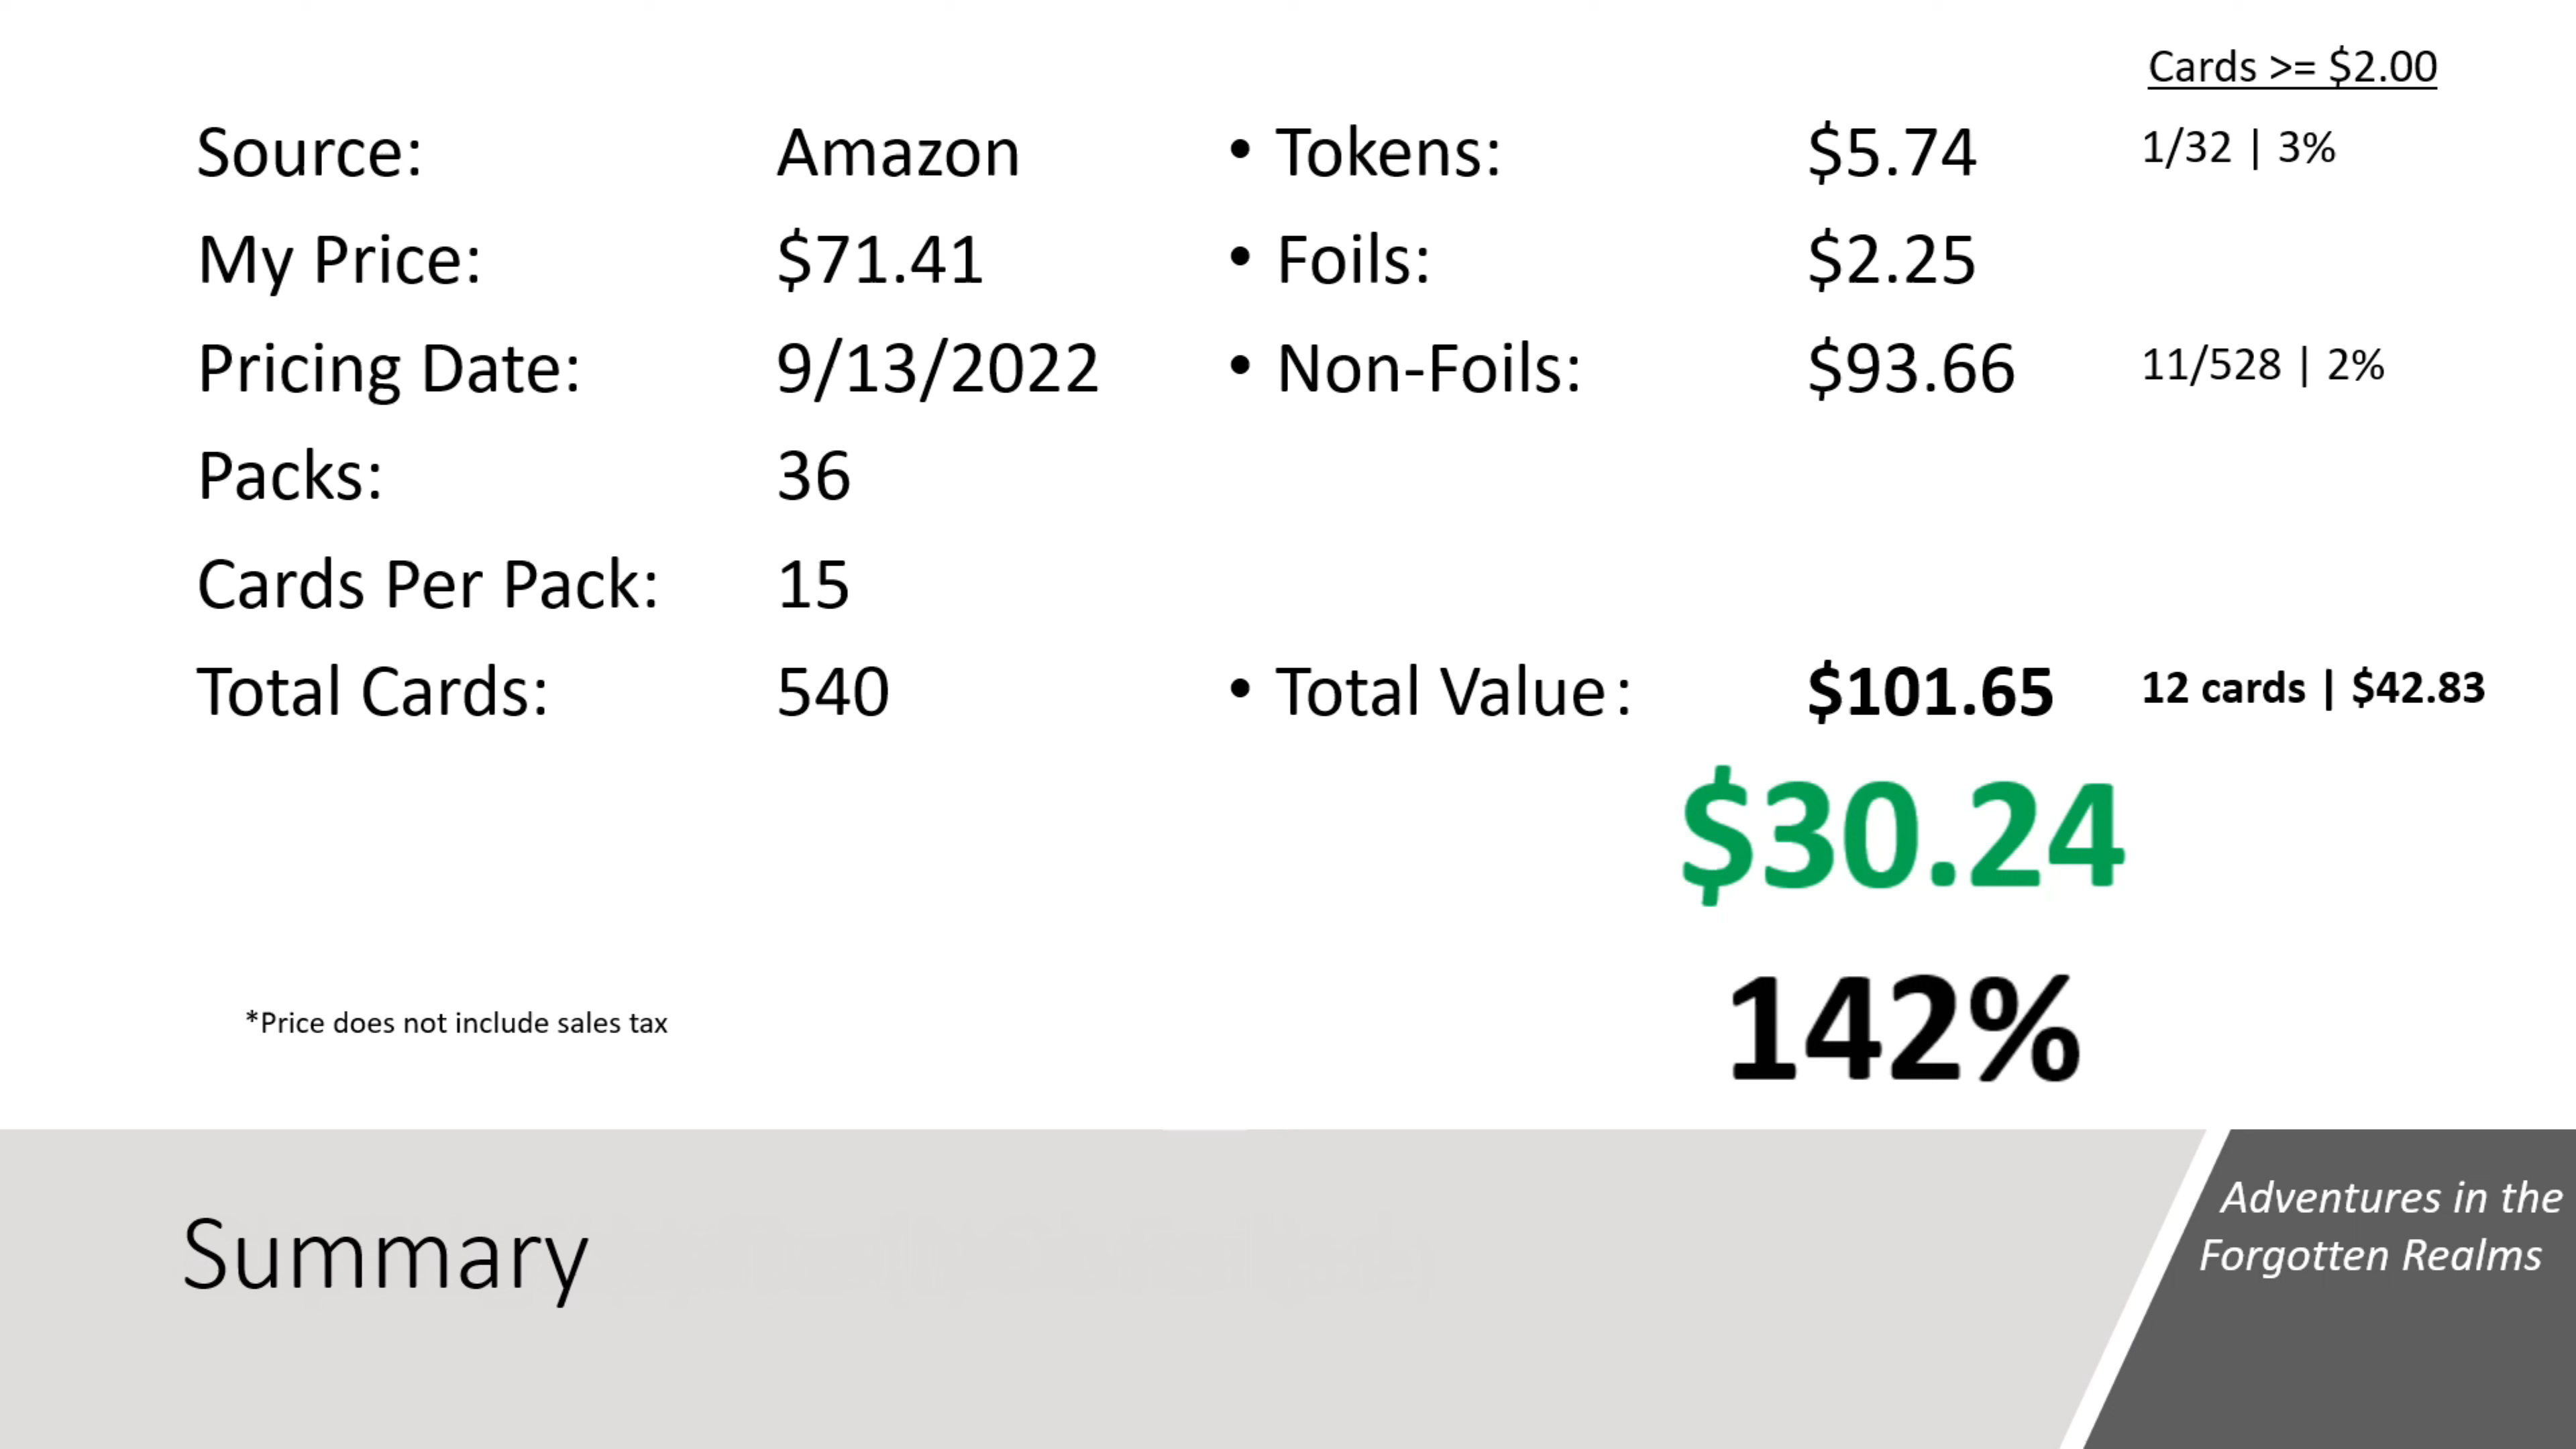 Cards >= $2.00
Source: Amazon • Tokens: $5.74 1/32 | 3%
My Price: $71.41 • Foils: $2.25
Pricing Date: 9/13/2022 • Non-Foils: $93.66 11/528 | 2%
Packs: 36
Cards Per Pack: 15
Total Cards: 540 • Total Value: $101.65 12 cards | $42.83
$30.24
142%
*Price does not include sales tax
Summary
Adventures in the
Forgotten Realms